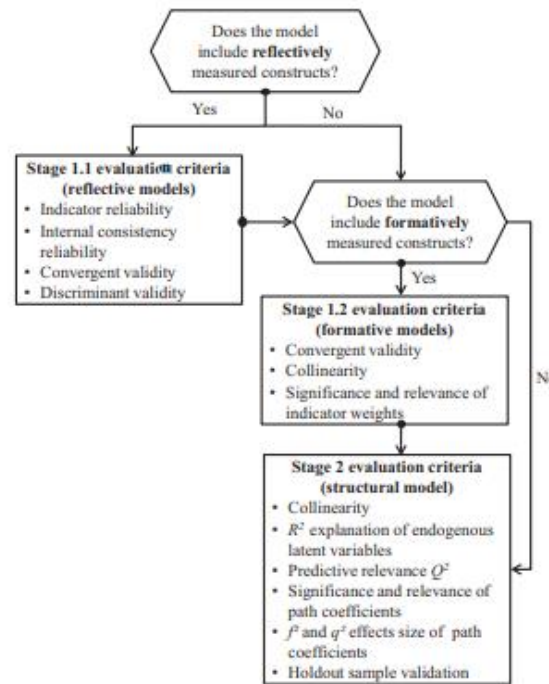 Does the model
include reflectively
measured constructs?
Yes
No
Stage 1.1 evaluation criteria
(reflective models)
• Indicator reliability
• Internal consistency
reliability
• Convergent validity
• Discriminant validity
Does the model
include formatively
measured constructs?
Yes
Stage 1.2 evaluation criteria
(formative models)
• Convergent validity
• Collinearity
• Significance and relevance of
indicator weights
N
Stage 2 evaluation criteria
(structural model)
• Collinearity
• R² explanation of endogenous
latent variables
• Predictive relevance Q²
• Significance and relevance of
path coefficients
• f² and q² effects size of path
coefficients
• Holdout sample validation